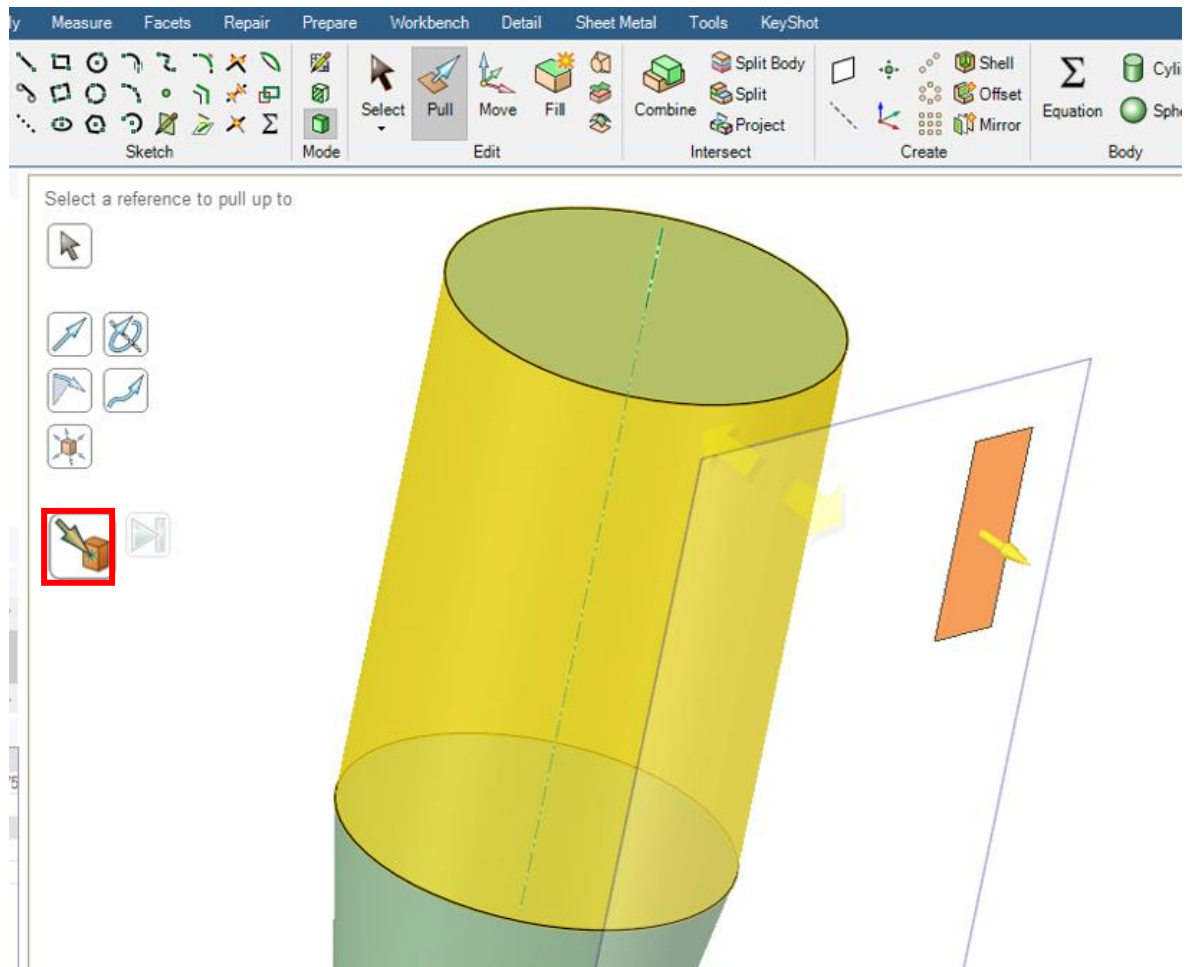 Measure Facets Repair Prepare Workbench Detail Sheet Metal Tools KeyShot
Select Pull Move Fill Combine Split Body Split Project Shell Offset Mirror Equation
Sketch Mode Edit Intersect Create Body
Select a reference to pull up to